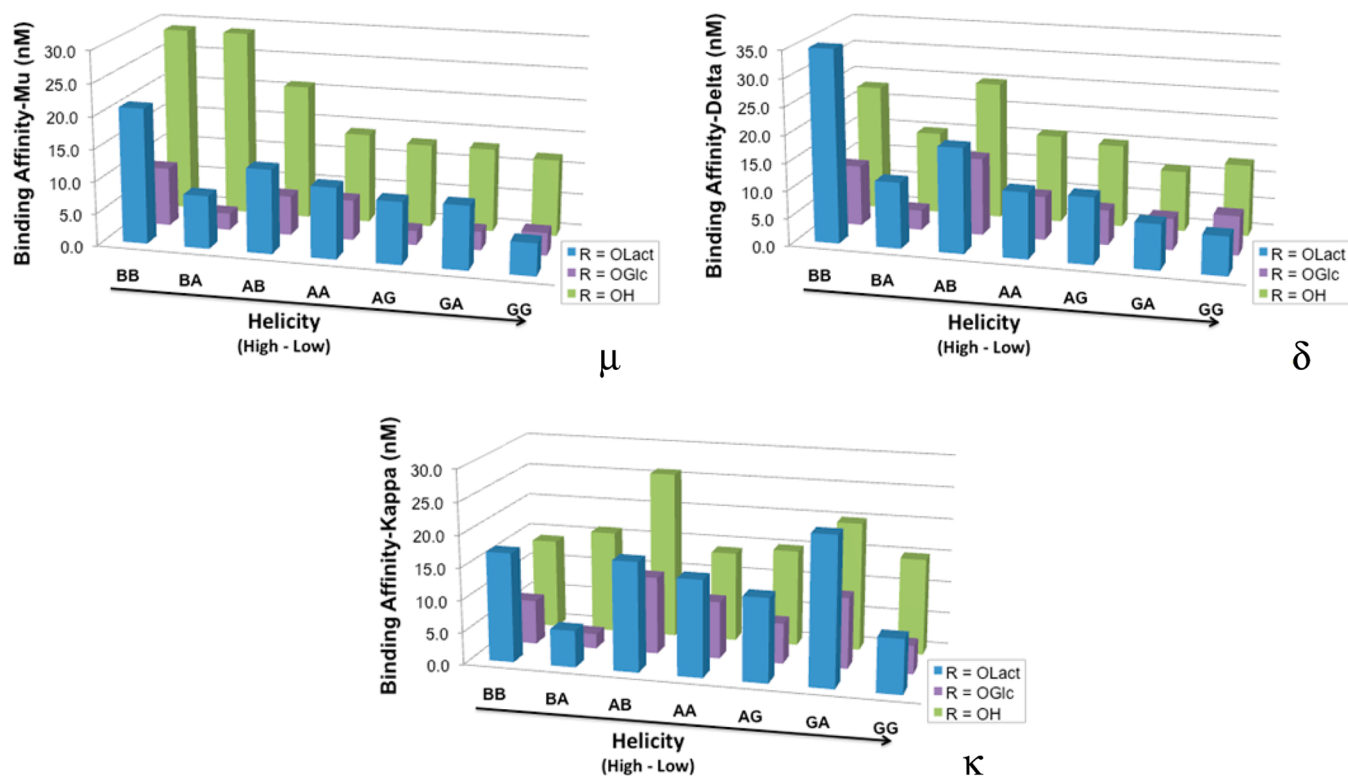 Binding Affinity-Mu (nM)
30.0
25.0
20.0
15.0
10.0
5.0
0.0
BB
BA
AB
AA
AG
GA
GG
Helicity
(High - Low)
R = OLact
R = OGlc
R = OH
μ
Binding Affinity-Delta (nM)
35.0
30.0
25.0
20.0
15.0
10.0
5.0
0.0
BB
BA
AB
AA
AG
GA
GG
Helicity
(High - Low)
R = OLact
R = OGlc
R = OH
δ
Binding Affinity-Kappa (nM)
30.0
25.0
20.0
15.0
10.0
5.0
0.0
BB
BA
AB
AA
AG
GA
GG
Helicity
(High - Low)
R = OLact
R = OGlc
R = OH
κ